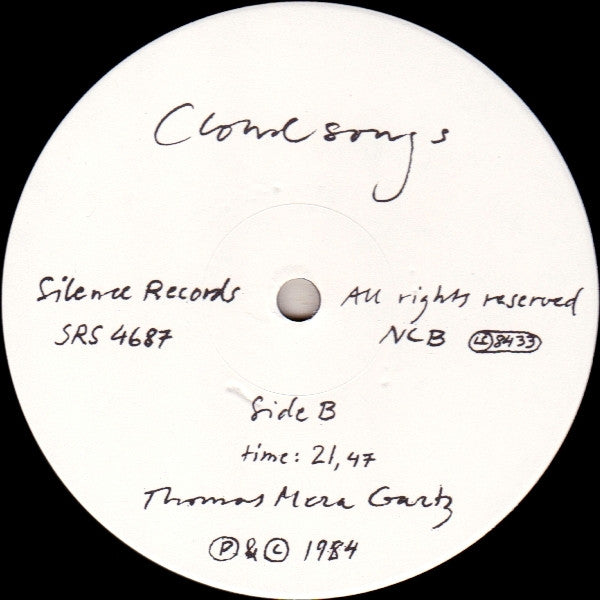 Cloudsongs
Silence Records
SRS 4687
All rights reserved
NCB LC 8433
Side B
time: 21,47
Thomas Mera Gartz
Ⓟ & © 1984